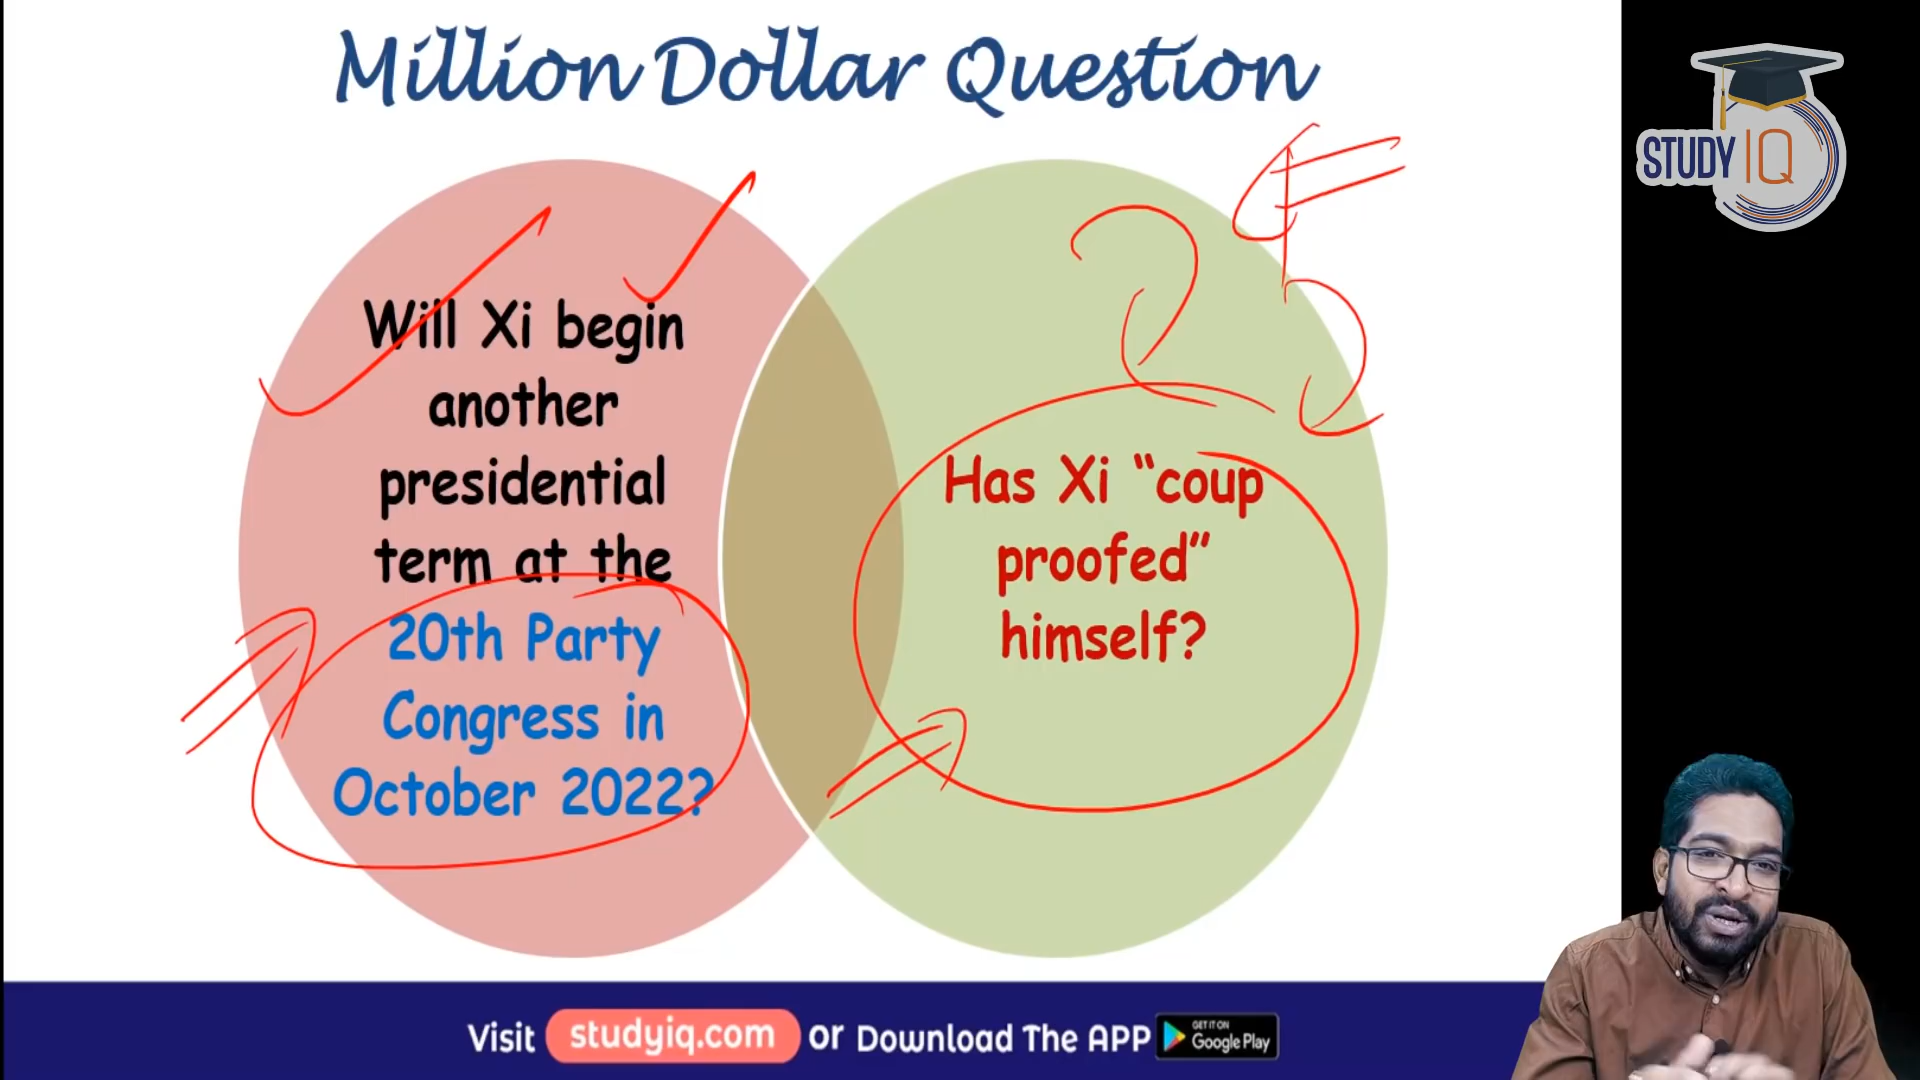 Million Dollar Question
STUDY IQ
Will Xi begin
another
presidential
term at the
20th Party
Congress in
October 2022?
Has Xi “coup
proofed”
himself?
Visit studyiq.com or Download The APP GET IT ON Google Play